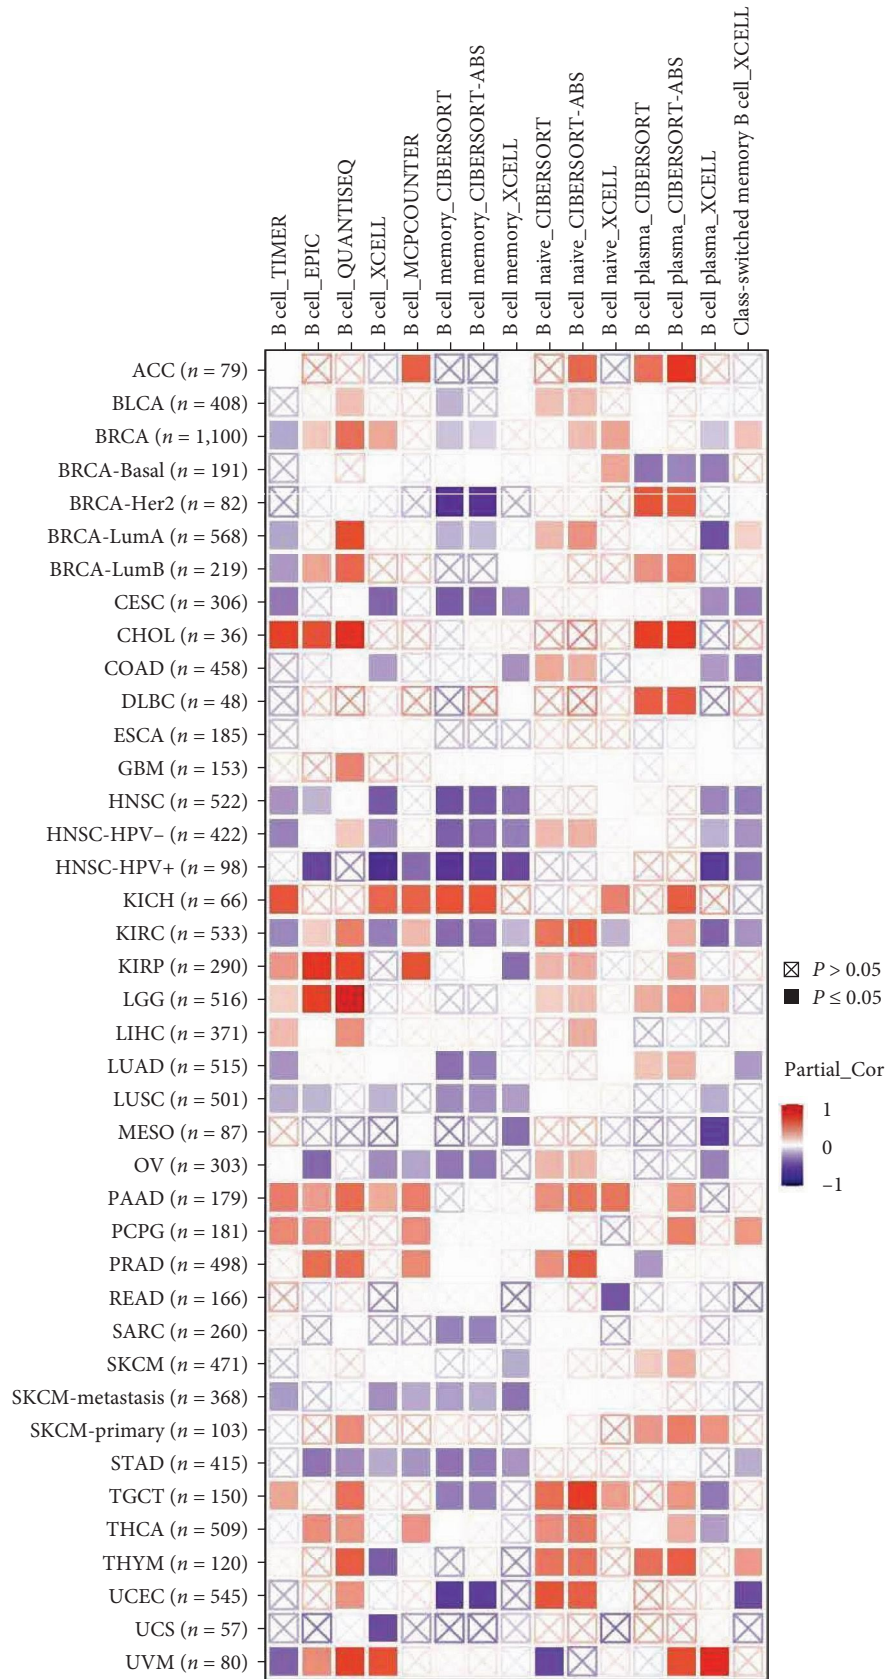 B cell_TIMER
B cell_EPIC
B cell_QUANTISEQ
B cell_XCELL
B cell_MCPCOUNTER
B cell memory_CIBERSORT
B cell memory_CIBERSORT-ABS
B cell memory_XCELL
B cell naive_CIBERSORT
B cell naive_CIBERSORT-ABS
B cell naive_XCELL
B cell plasma_CIBERSORT
B cell plasma_CIBERSORT-ABS
B cell plasma_XCELL
Class-switched memory B cell_XCELL
ACC (n = 79)
BLCA (n = 408)
BRCA (n = 1,100)
BRCA-Basal (n = 191)
BRCA-Her2 (n = 82)
BRCA-LumA (n = 568)
BRCA-LumB (n = 219)
CESC (n = 306)
CHOL (n = 36)
COAD (n = 458)
DLBC (n = 48)
ESCA (n = 185)
GBM (n = 153)
HNSC (n = 522)
HNSC-HPV− (n = 422)
HNSC-HPV+ (n = 98)
KICH (n = 66)
KIRC (n = 533)
KIRP (n = 290)
LGG (n = 516)
LIHC (n = 371)
LUAD (n = 515)
LUSC (n = 501)
MESO (n = 87)
OV (n = 303)
PAAD (n = 179)
PCPG (n = 181)
PRAD (n = 498)
READ (n = 166)
SARC (n = 260)
SKCM (n = 471)
SKCM-metastasis (n = 368)
SKCM-primary (n = 103)
STAD (n = 415)
TGCT (n = 150)
THCA (n = 509)
THYM (n = 120)
UCEC (n = 545)
UCS (n = 57)
UVM (n = 80)
P > 0.05
P ≤ 0.05
Partial_Cor
1
0
−1